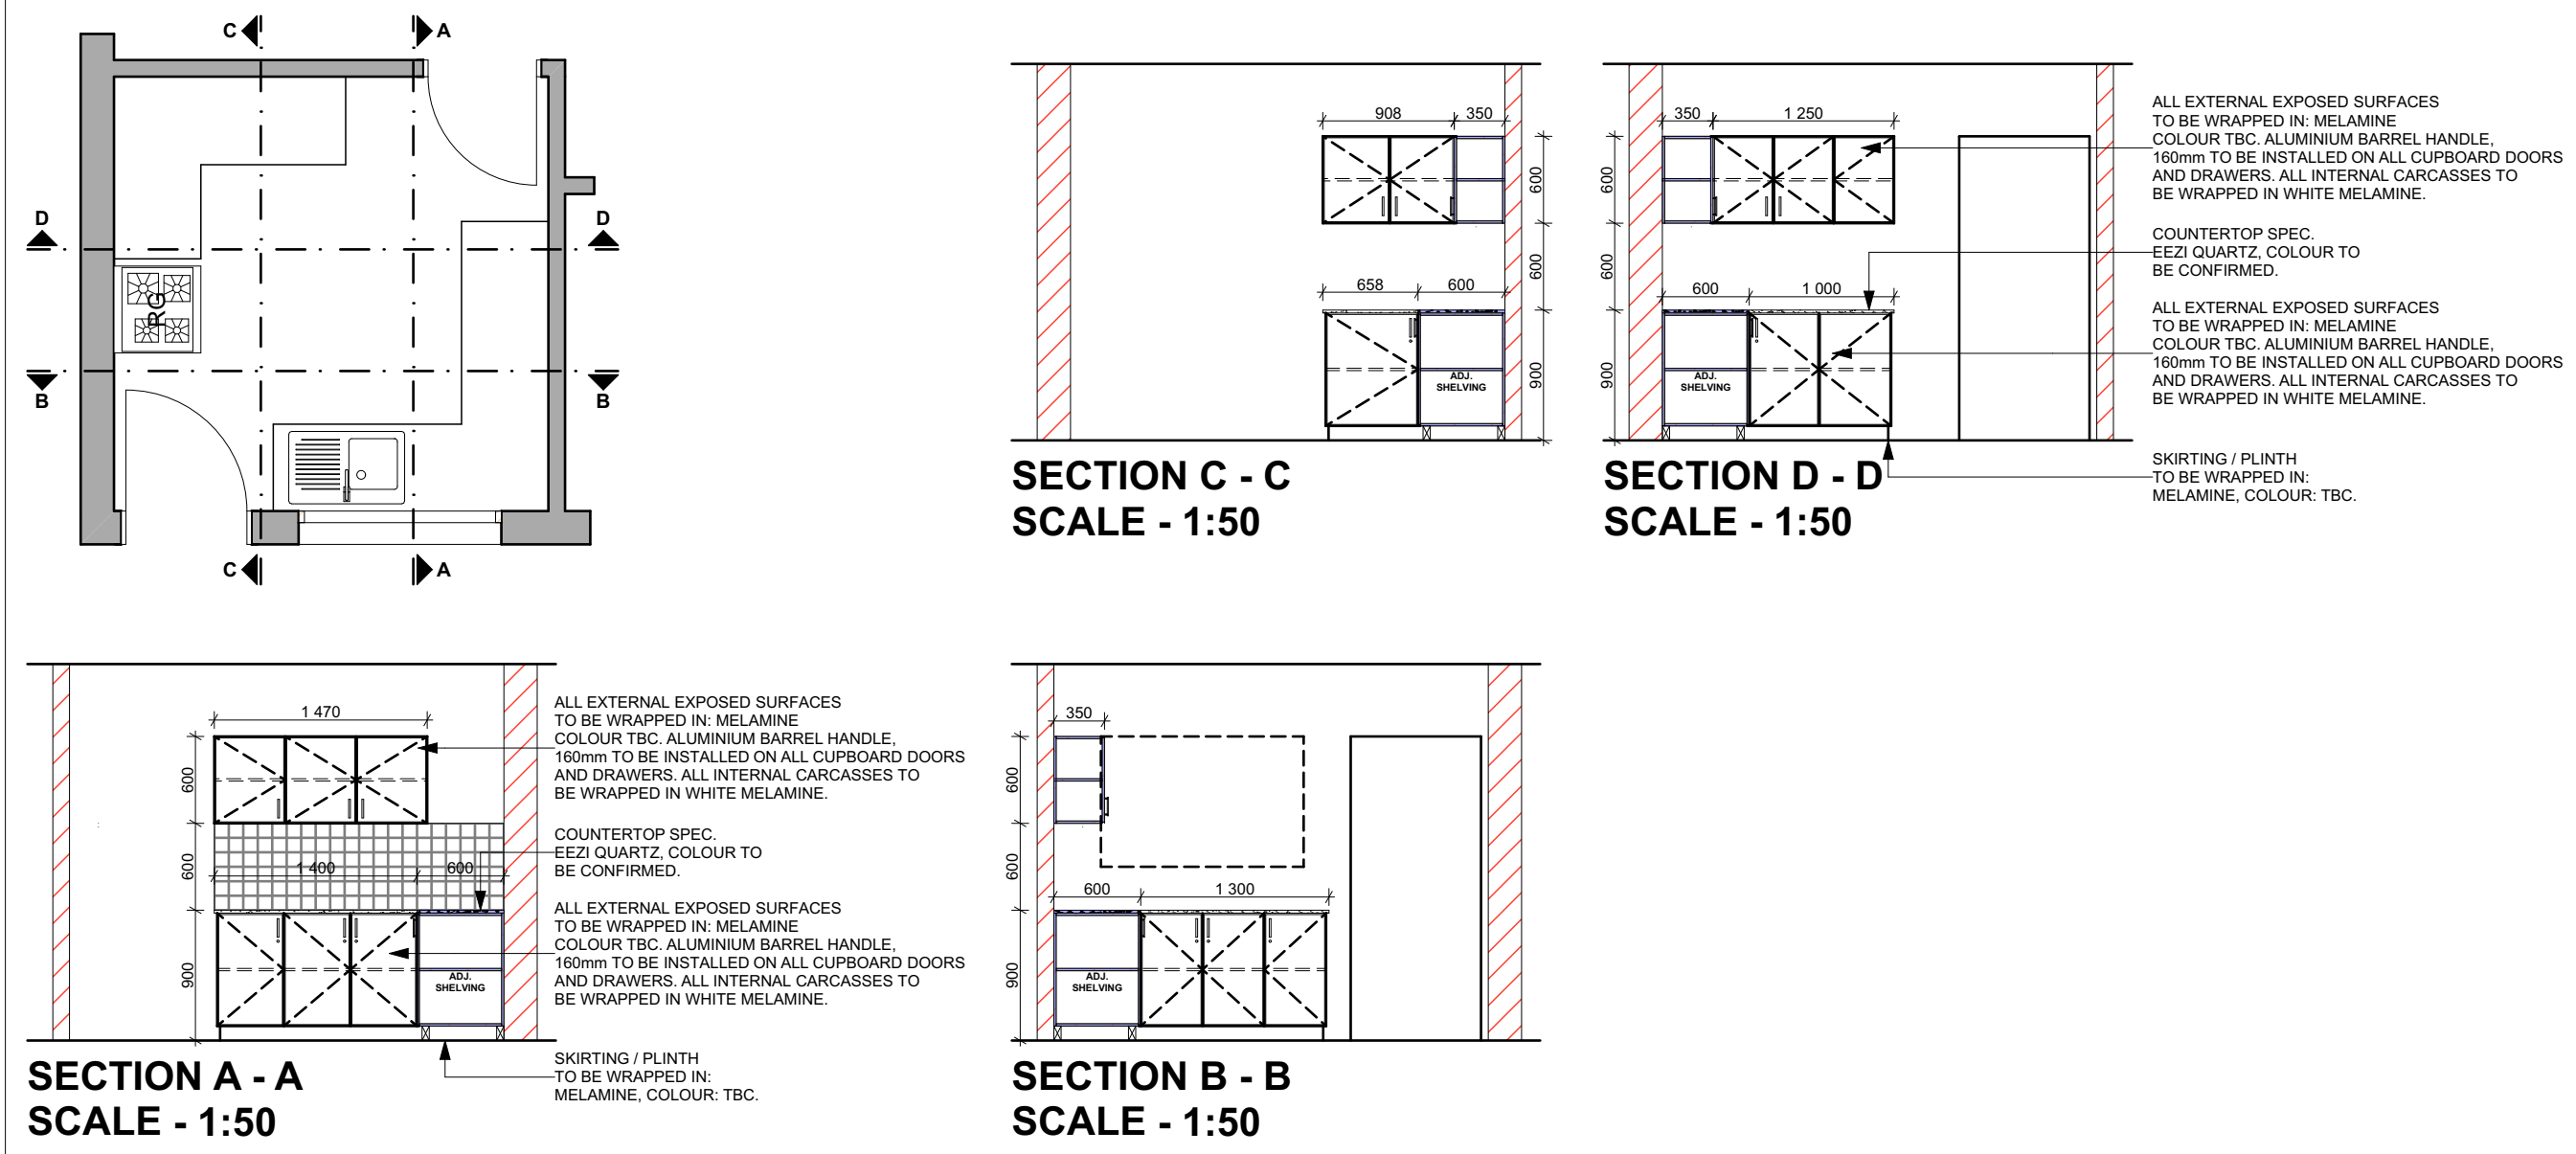 C A
D D
RG
B B
C A
908 350
600
600
658 600
900
ADJ.
SHELVING
SECTION C - C
SCALE - 1:50
350 1 250
600
600
600 1 000
900
ADJ.
SHELVING
SECTION D - D
SCALE - 1:50
ALL EXTERNAL EXPOSED SURFACES
TO BE WRAPPED IN: MELAMINE
COLOUR TBC. ALUMINIUM BARREL HANDLE,
160mm TO BE INSTALLED ON ALL CUPBOARD DOORS
AND DRAWERS. ALL INTERNAL CARCASSES TO
BE WRAPPED IN WHITE MELAMINE.
COUNTERTOP SPEC.
EEZI QUARTZ, COLOUR TO
BE CONFIRMED.
ALL EXTERNAL EXPOSED SURFACES
TO BE WRAPPED IN: MELAMINE
COLOUR TBC. ALUMINIUM BARREL HANDLE,
160mm TO BE INSTALLED ON ALL CUPBOARD DOORS
AND DRAWERS. ALL INTERNAL CARCASSES TO
BE WRAPPED IN WHITE MELAMINE.
SKIRTING / PLINTH
TO BE WRAPPED IN:
MELAMINE, COLOUR: TBC.
1 470
600
600
1 400 600
900
ADJ.
SHELVING
SECTION A - A
SCALE - 1:50
ALL EXTERNAL EXPOSED SURFACES
TO BE WRAPPED IN: MELAMINE
COLOUR TBC. ALUMINIUM BARREL HANDLE,
160mm TO BE INSTALLED ON ALL CUPBOARD DOORS
AND DRAWERS. ALL INTERNAL CARCASSES TO
BE WRAPPED IN WHITE MELAMINE.
COUNTERTOP SPEC.
EEZI QUARTZ, COLOUR TO
BE CONFIRMED.
ALL EXTERNAL EXPOSED SURFACES
TO BE WRAPPED IN: MELAMINE
COLOUR TBC. ALUMINIUM BARREL HANDLE,
160mm TO BE INSTALLED ON ALL CUPBOARD DOORS
AND DRAWERS. ALL INTERNAL CARCASSES TO
BE WRAPPED IN WHITE MELAMINE.
SKIRTING / PLINTH
TO BE WRAPPED IN:
MELAMINE, COLOUR: TBC.
350
600
600
600 1 300
900
ADJ.
SHELVING
SECTION B - B
SCALE - 1:50